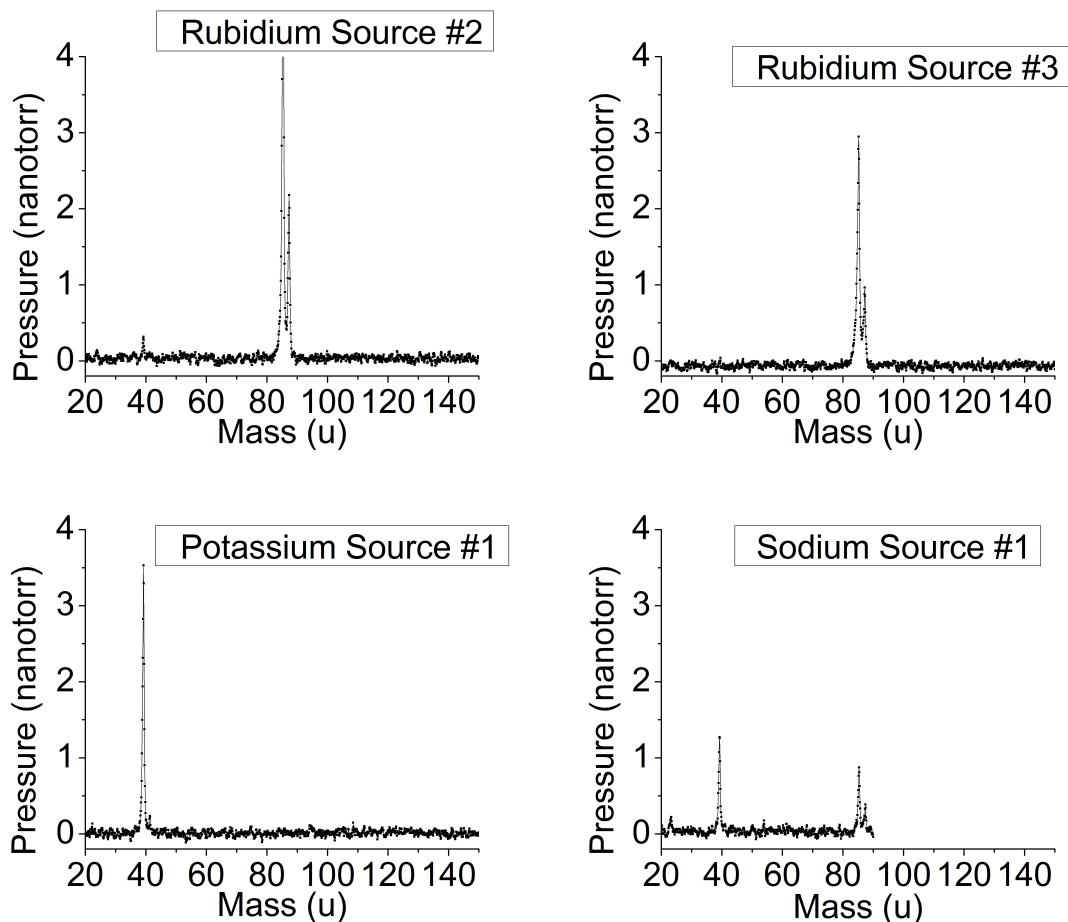 Rubidium Source #2
4
3
2
1
0
Pressure (nanotorr)
20 40 60 80 100 120 140
Mass (u)
Rubidium Source #3
4
3
2
1
0
Pressure (nanotorr)
20 40 60 80 100 120 140
Mass (u)
Potassium Source #1
4
3
2
1
0
Pressure (nanotorr)
20 40 60 80 100 120 140
Mass (u)
Sodium Source #1
4
3
2
1
0
Pressure (nanotorr)
20 40 60 80 100 120 140
Mass (u)